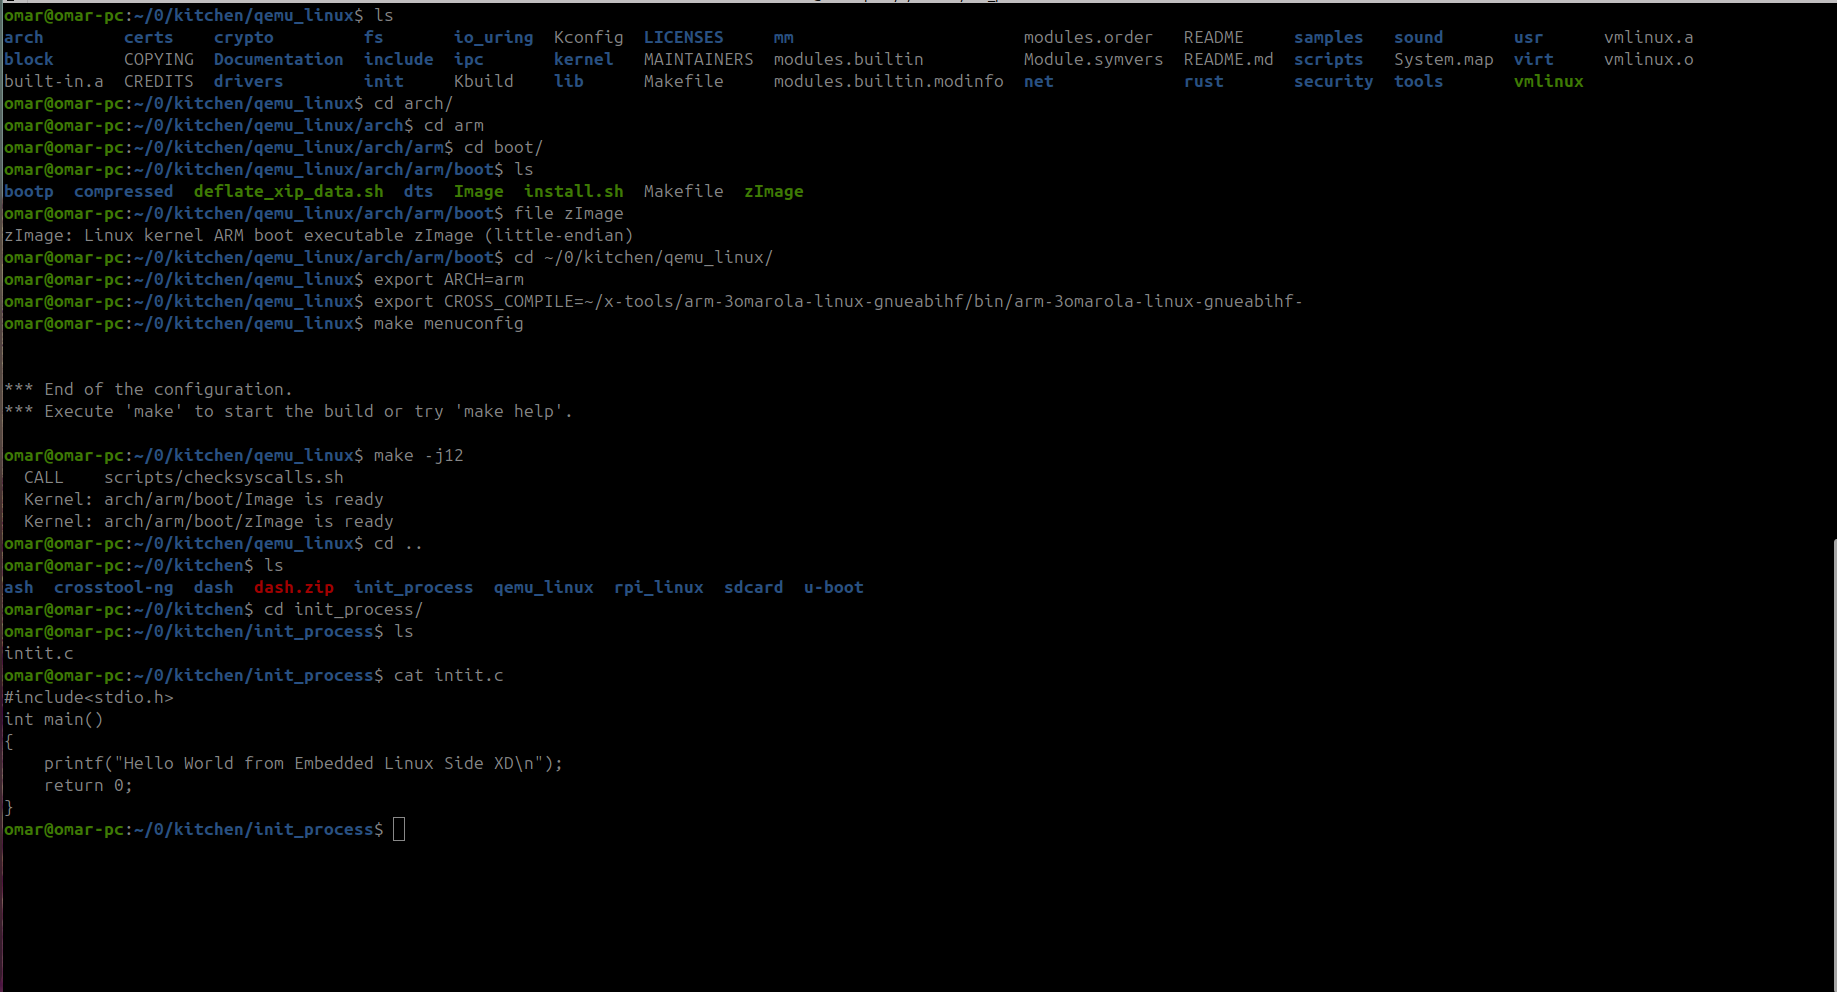 omar@omar-pc:~/0/kitchen/qemu_linux$ ls
arch certs crypto fs io_uring Kconfig LICENSES mm modules.order README samples sound usr vmlinux.a
block COPYING Documentation include ipc kernel MAINTAINERS modules.builtin Module.symvers README.md scripts System.map virt vmlinux.o
built-in.a CREDITS drivers init Kbuild lib Makefile modules.builtin.modinfo net rust security tools vmlinux
omar@omar-pc:~/0/kitchen/qemu_linux$ cd arch/
omar@omar-pc:~/0/kitchen/qemu_linux/arch$ cd arm
omar@omar-pc:~/0/kitchen/qemu_linux/arch/arm$ cd boot/
omar@omar-pc:~/0/kitchen/qemu_linux/arch/arm/boot$ ls
bootp compressed deflate_xip_data.sh dts Image install.sh Makefile zImage
omar@omar-pc:~/0/kitchen/qemu_linux/arch/arm/boot$ file zImage
zImage: Linux kernel ARM boot executable zImage (little-endian)
omar@omar-pc:~/0/kitchen/qemu_linux/arch/arm/boot$ cd ~/0/kitchen/qemu_linux/
omar@omar-pc:~/0/kitchen/qemu_linux$ export ARCH=arm
omar@omar-pc:~/0/kitchen/qemu_linux$ export CROSS_COMPILE=~/x-tools/arm-3omarola-linux-gnueabihf/bin/arm-3omarola-linux-gnueabihf-
omar@omar-pc:~/0/kitchen/qemu_linux$ make menuconfig
*** End of the configuration.
*** Execute 'make' to start the build or try 'make help'.
omar@omar-pc:~/0/kitchen/qemu_linux$ make -j12
CALL scripts/checksyscalls.sh
Kernel: arch/arm/boot/Image is ready
Kernel: arch/arm/boot/zImage is ready
omar@omar-pc:~/0/kitchen/qemu_linux$ cd ..
omar@omar-pc:~/0/kitchen$ ls
ash crosstool-ng dash dash.zip init_process qemu_linux rpi_linux sdcard u-boot
omar@omar-pc:~/0/kitchen$ cd init_process/
omar@omar-pc:~/0/kitchen/init_process$ ls
intit.c
omar@omar-pc:~/0/kitchen/init_process$ cat intit.c
#include<stdio.h>
int main()
{
printf("Hello World from Embedded Linux Side XD\n");
return 0;
}
omar@omar-pc:~/0/kitchen/init_process$